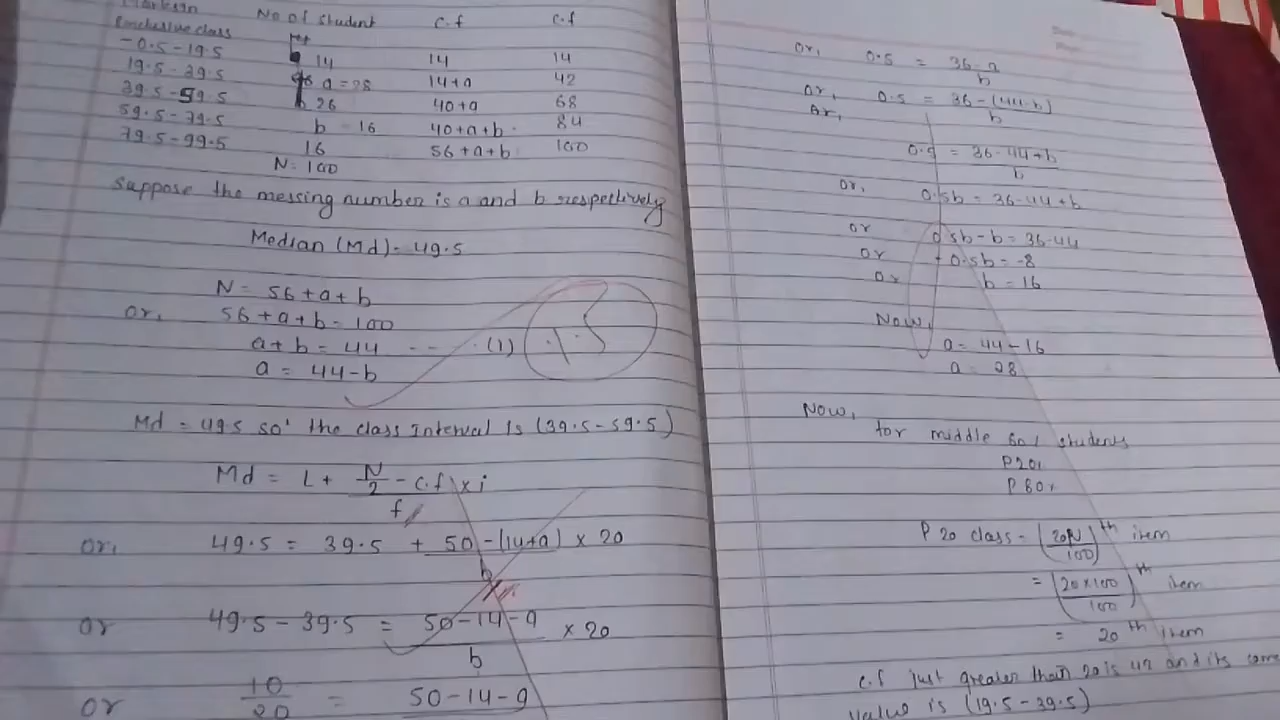 No of student c.f c.f
-0.5-19.5 14 14 14
19.5-39.5 a=28 14+a 42
39.5-59.5 26 40+a 68
59.5-79.5 b-16 40+a+b 84
79.5-99.5 16 56+a+b 100
N=100
Suppose the messing number is a and b respectively
Median (Md)=49.5
N = 56+a+b
or, 56+a+b=100
a+b=44 --- (1)
a = 44-b
Md = 49.5 so' the class Interval is (39.5-59.5)
Md = L + N/2 - c.f / f x i
or, 49.5 = 39.5 + 50-(14+a) / b × 20
or 49.5-39.5 = 50-14-a / b × 20
or 10/20 = 50-14-a
or, 0.5 = 36-a / b
or, 0.5 = 36-(44-b) / b
or,
0.5 = 36-44+b / b
or, 0.5b = 36-44+b
or 0.5b-b = 36-44
or -0.5b = -8
or b=16
Now,
a= 44-16
a= 28
Now,
for middle 60% students
P20%
P80%
P 20 class = (20N/100)th item
= (20×100/100)th item
= 20th item
c.f just greater than 20 is 42 and its
value is (19.5-39.5)